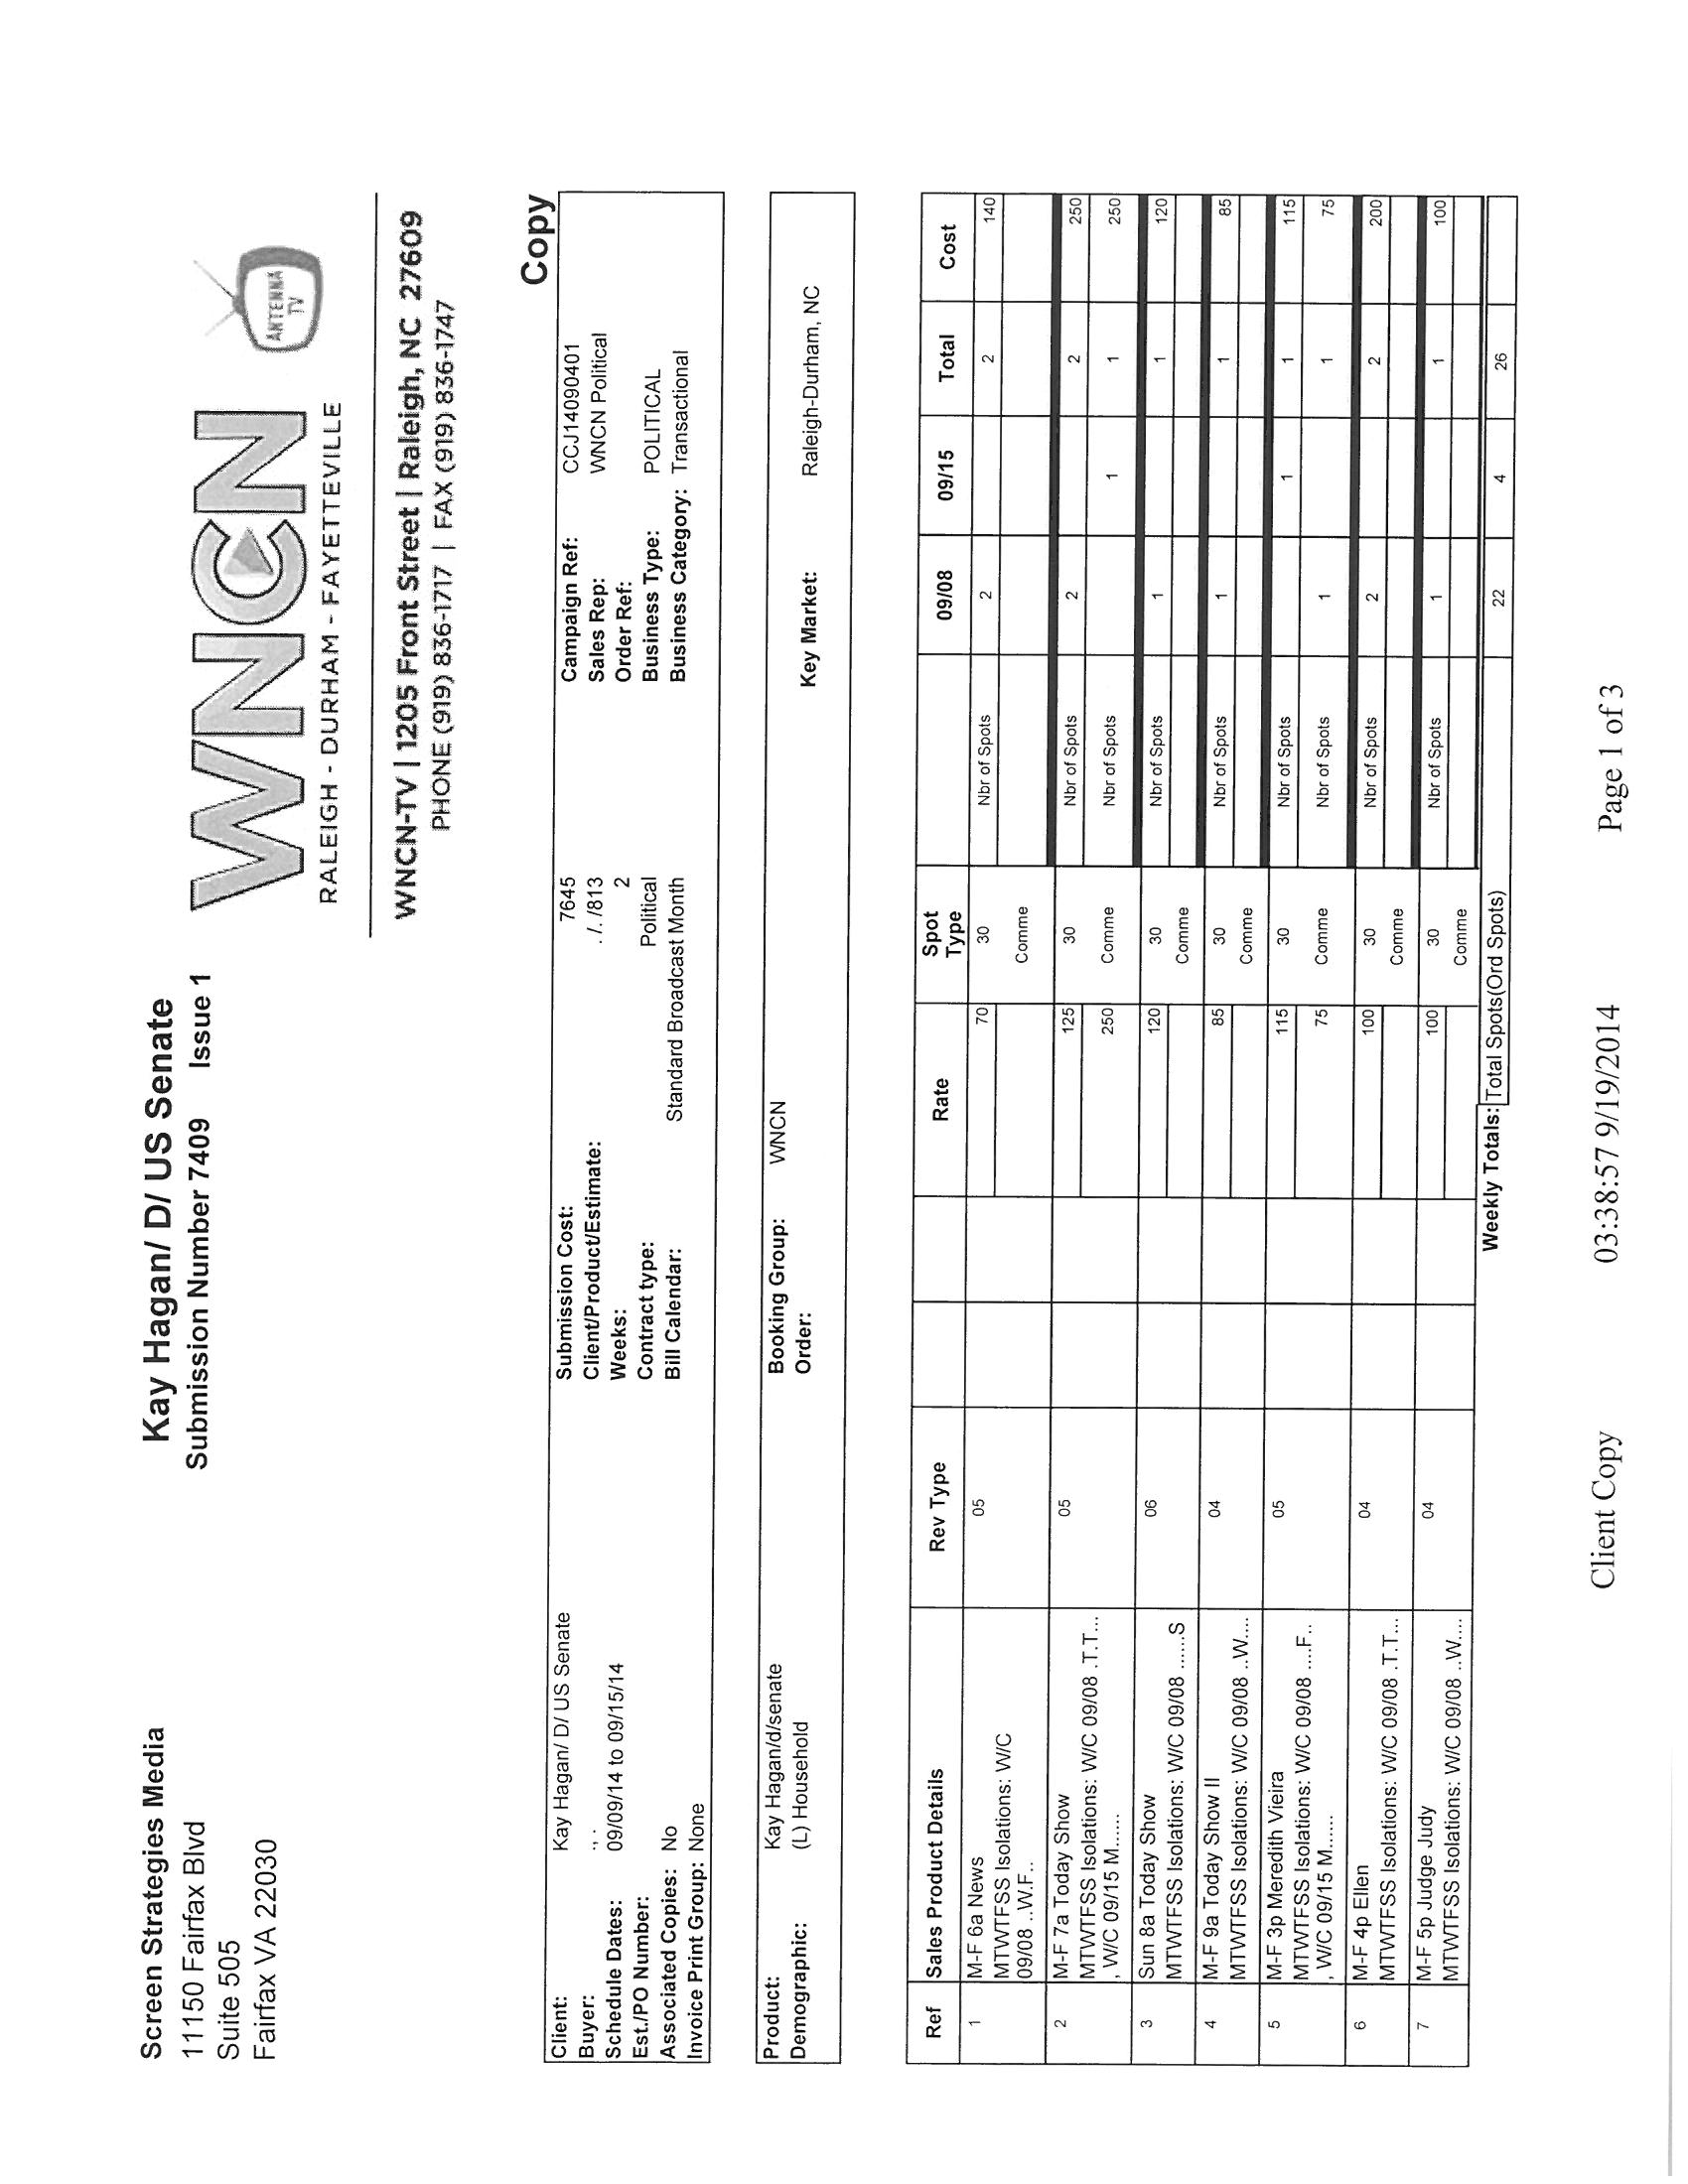 Screen Strategies Media
11150 Fairfax Blvd
Suite 505
Fairfax VA 22030
Kay Hagan/ D/ US Senate
Submission Number 7409 Issue 1
WNCN
RALEIGH - DURHAM - FAYETTEVILLE
ANTENNA
TV
WNCN-TV | 1205 Front Street | Raleigh, NC 27609
PHONE (919) 836-1717 | FAX (919) 836-1747
Copy
Client: Kay Hagan/ D/ US Senate Submission Cost: 7645 Campaign Ref: CCJ14090401
Buyer: ., . Client/Product/Estimate: . /. /813 Sales Rep: WNCN Political
Schedule Dates: 09/09/14 to 09/15/14 Weeks: 2 Order Ref:
Est./PO Number: Contract type: Political Business Type: POLITICAL
Associated Copies: No Bill Calendar: Standard Broadcast Month Business Category: Transactional
Invoice Print Group: None
Product: Kay Hagan/d/senate Booking Group: WNCN Key Market: Raleigh-Durham, NC
Demographic: (L) Household Order:
Ref Sales Product Details Rev Type Rate Spot Type 09/08 09/15 Total Cost
1 M-F 6a News 05 70 30 Nbr of Spots 2 2 140
MTWTFSS Isolations: W/C Comme
09/08 ..W.F..
2 M-F 7a Today Show 05 125 30 Nbr of Spots 2 2 250
MTWTFSS Isolations: W/C 09/08 .T.T... 250 Comme Nbr of Spots 1 1 250
, W/C 09/15 M......
3 Sun 8a Today Show 06 120 30 Nbr of Spots 1 1 120
MTWTFSS Isolations: W/C 09/08 ......S Comme
4 M-F 9a Today Show II 04 85 30 Nbr of Spots 1 1 85
MTWTFSS Isolations: W/C 09/08 ..W.... Comme
5 M-F 3p Meredith Vieira 05 115 30 Nbr of Spots 1 1 115
MTWTFSS Isolations: W/C 09/08 ....F.. 75 Comme Nbr of Spots 1 1 75
, W/C 09/15 M......
6 M-F 4p Ellen 04 100 30 Nbr of Spots 2 2 200
MTWTFSS Isolations: W/C 09/08 .T.T... Comme
7 M-F 5p Judge Judy 04 100 30 Nbr of Spots 1 1 100
MTWTFSS Isolations: W/C 09/08 ..W.... Comme
Weekly Totals: Total Spots(Ord Spots) 22 4 26
Client Copy 03:38:57 9/19/2014 Page 1 of 3